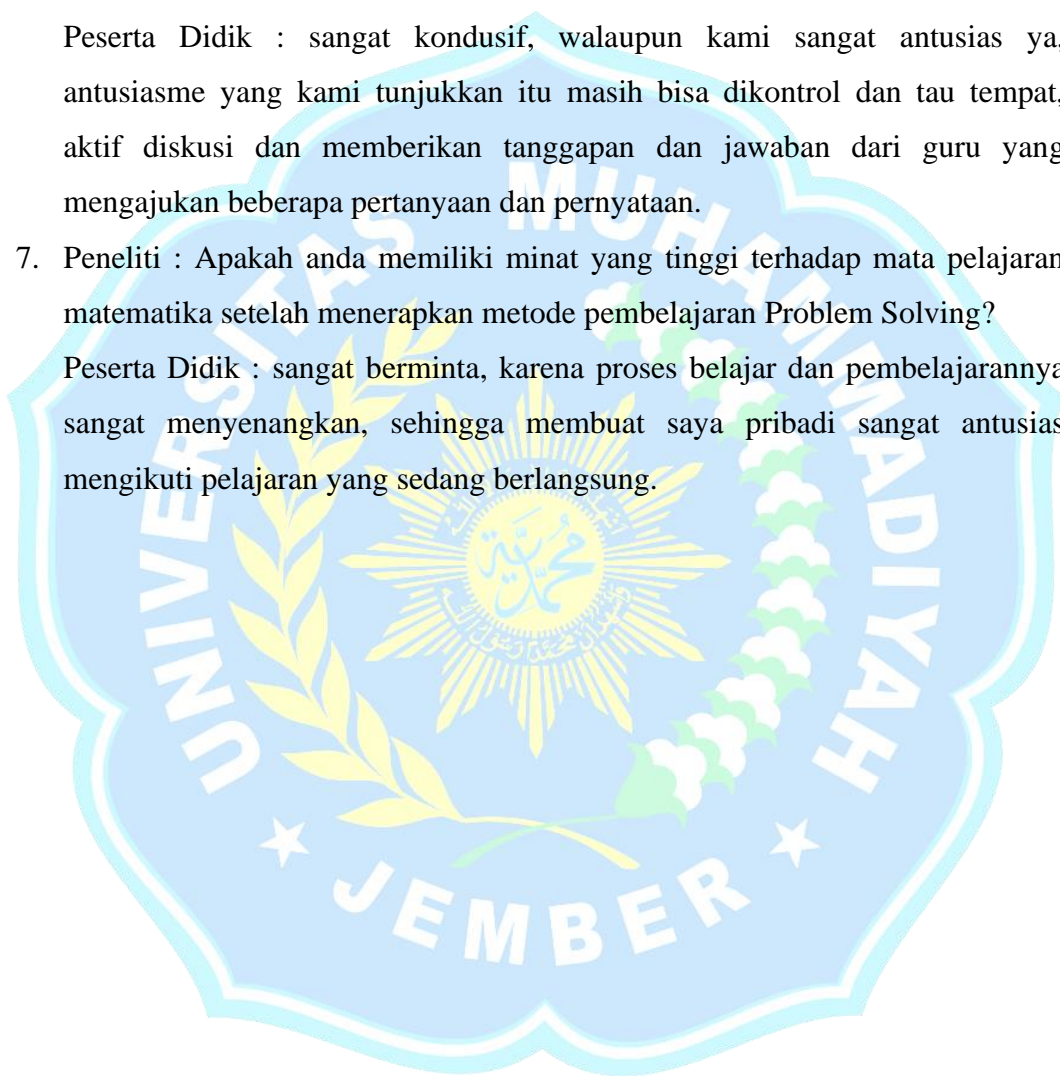 Peserta Didik : sangat kondusif, walaupun kami sangat antusias ya,
antusiasme yang kami tunjukkan itu masih bisa dikontrol dan tau tempat,
aktif diskusi dan memberikan tanggapan dan jawaban dari guru yang
mengajukan beberapa pertanyaan dan pernyataan.
7. Peneliti : Apakah anda memiliki minat yang tinggi terhadap mata pelajaran
matematika setelah menerapkan metode pembelajaran Problem Solving?
Peserta Didik : sangat berminta, karena proses belajar dan pembelajarannya
sangat menyenangkan, sehingga membuat saya pribadi sangat antusias
mengikuti pelajaran yang sedang berlangsung.
UNIVERSITAS MUHAMMADIYAH
JEMBER